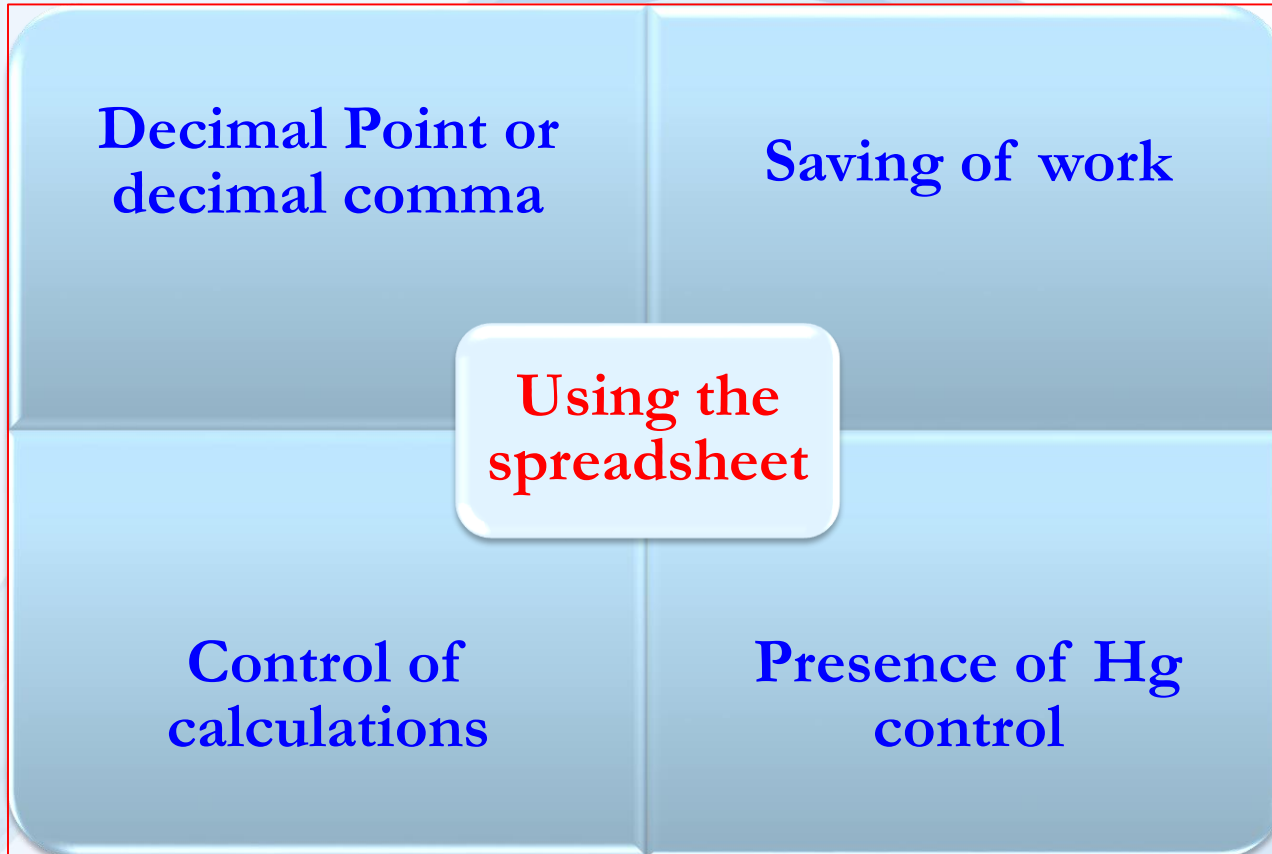 Decimal Point or
decimal comma
Saving of work
Using the
spreadsheet
Control of
calculations
Presence of Hg
control